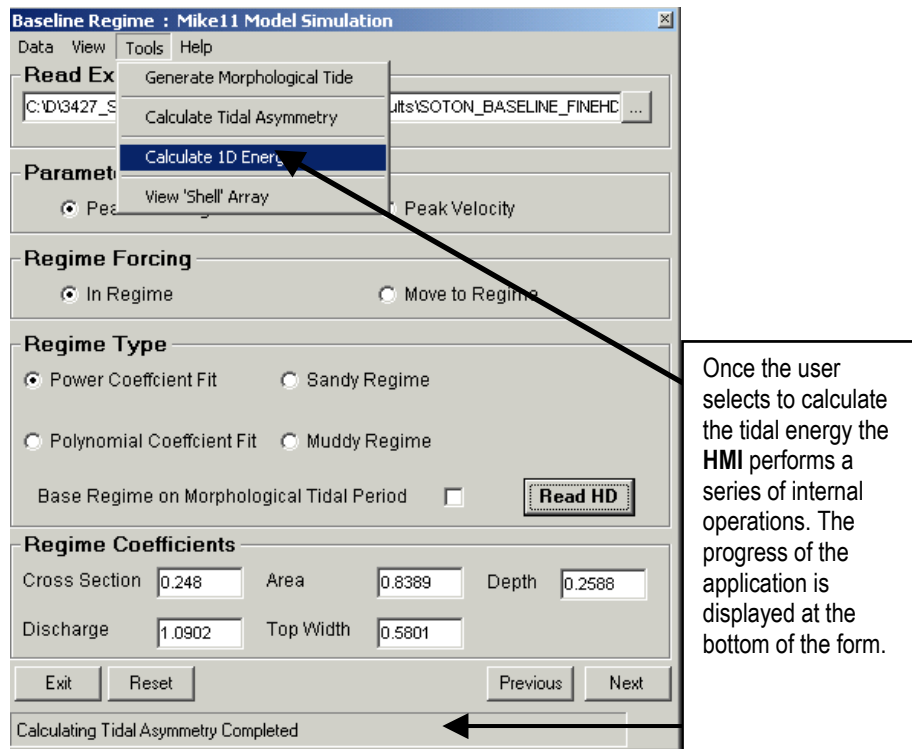 Baseline Regime : Mike11 Model Simulation
Data View Tools Help
Read Ex
Generate Morphological Tide
C:\D\3427_S
ults\SOTON_BASELINE_FINEHD ...
Calculate Tidal Asymmetry
Calculate 1D Energ
Paramet
View 'Shell' Array
Pea
Peak Velocity
Regime Forcing
In Regime Move to Regime
Regime Type
Power Coeffcient Fit Sandy Regime
Polynomial Coeffcient Fit Muddy Regime
Base Regime on Morphological Tidal Period Read HD
Regime Coefficients
Cross Section 0.248 Area 0.8389 Depth 0.2588
Discharge 1.0902 Top Width 0.5801
Exit Reset Previous Next
Calculating Tidal Asymmetry Completed
Once the user
selects to calculate
the tidal energy the
HMI performs a
series of internal
operations. The
progress of the
application is
displayed at the
bottom of the form.